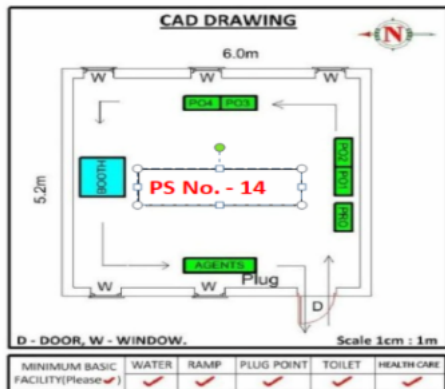 CAD DRAWING
N
6.0m
W W W
PO4 PO3
5.2m
BOOTH
PS No. - 14
PO2
PO1
PRO
AGENTS
Plug
W W
D
D - DOOR, W - WINDOW. Scale 1cm : 1m
MINIMUM BASIC FACILITY(Please✓) WATER RAMP PLUG POINT TOILET HEALTH CARE
✓ ✓ ✓ ✓ ✓